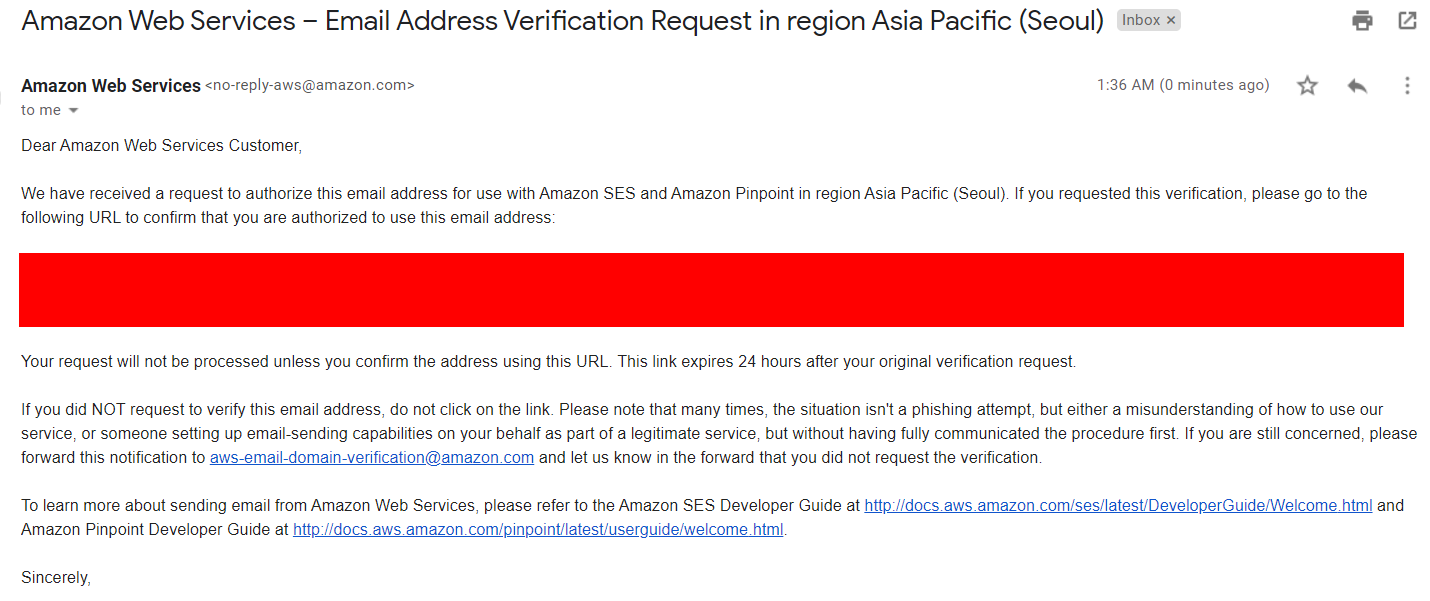 Amazon Web Services – Email Address Verification Request in region Asia Pacific (Seoul) Inbox ×
Amazon Web Services <no-reply-aws@amazon.com> 1:36 AM (0 minutes ago)
to me
Dear Amazon Web Services Customer,
We have received a request to authorize this email address for use with Amazon SES and Amazon Pinpoint in region Asia Pacific (Seoul). If you requested this verification, please go to the
following URL to confirm that you are authorized to use this email address:
Your request will not be processed unless you confirm the address using this URL. This link expires 24 hours after your original verification request.
If you did NOT request to verify this email address, do not click on the link. Please note that many times, the situation isn't a phishing attempt, but either a misunderstanding of how to use our
service, or someone setting up email-sending capabilities on your behalf as part of a legitimate service, but without having fully communicated the procedure first. If you are still concerned, please
forward this notification to aws-email-domain-verification@amazon.com and let us know in the forward that you did not request the verification.
To learn more about sending email from Amazon Web Services, please refer to the Amazon SES Developer Guide at http://docs.aws.amazon.com/ses/latest/DeveloperGuide/Welcome.html and
Amazon Pinpoint Developer Guide at http://docs.aws.amazon.com/pinpoint/latest/userguide/welcome.html.
Sincerely,